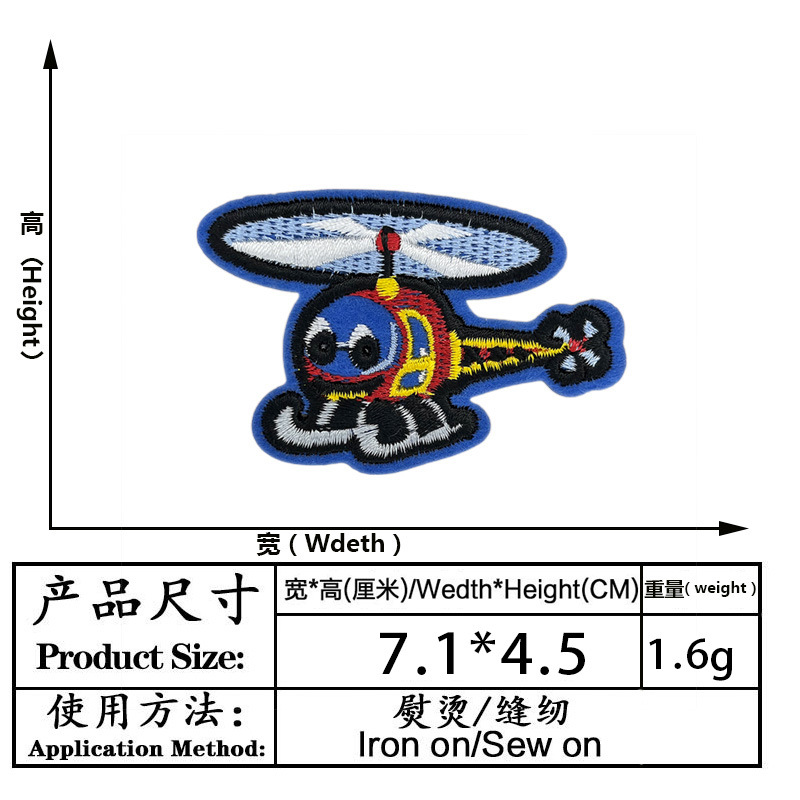 高(Height)
宽(Wdeth)
产品尺寸
Product Size:
宽*高(厘米)/Wedth*Height(CM)
重量(weight)
7.1*4.5
1.6g
使用方法:
Application Method:
熨烫/缝纫
Iron on/Sew on